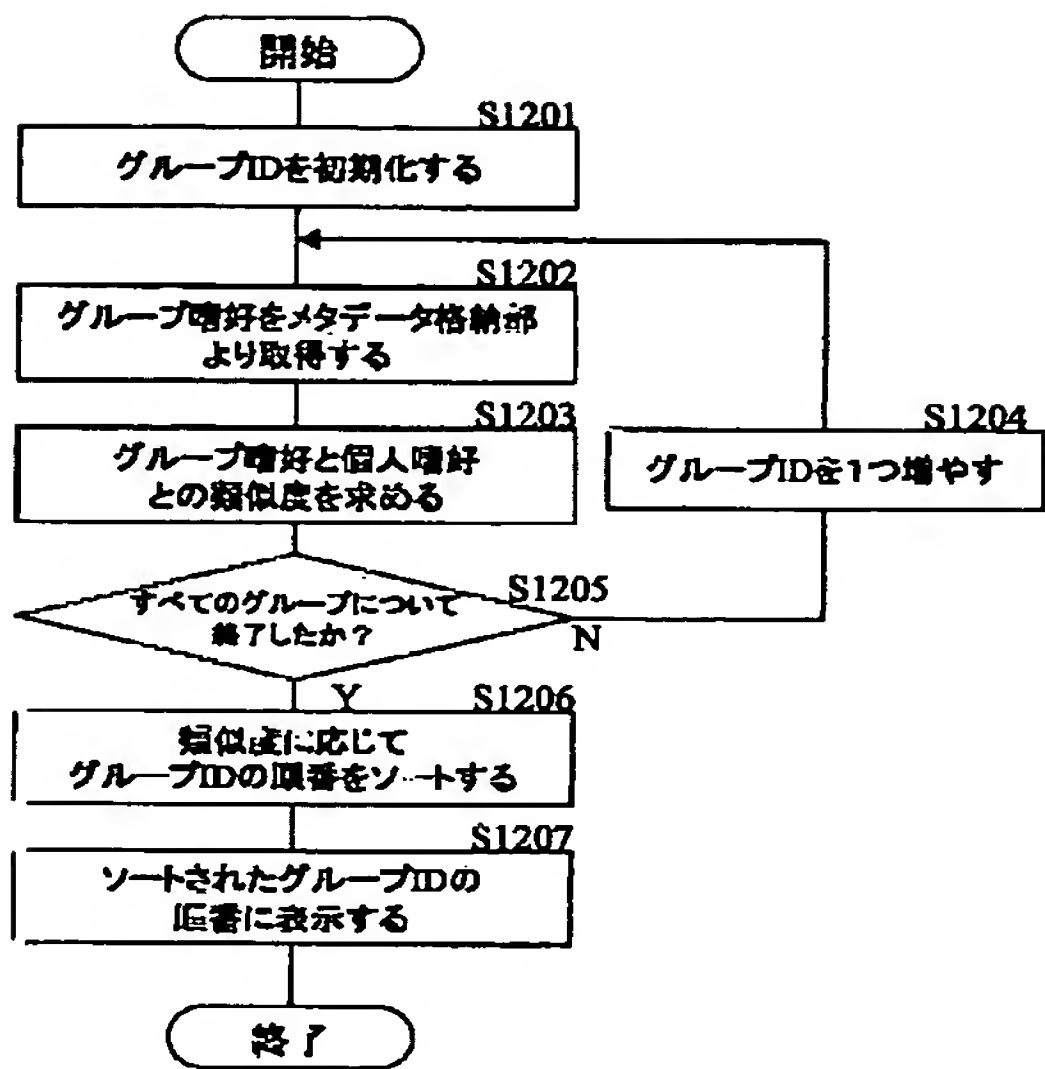 開始
S1201
グループIDを初期化する
S1202
グループ嗜好をメタデータ格納部
より取得する
S1203
グループ嗜好と個人嗜好
との類似度を求める
S1204
グループIDを1つ増やす
S1205
すべてのグループについて
終了したか？
N
Y
S1206
類似度に応じて
グループIDの順番をソートする
S1207
ソートされたグループIDの
順番に表示する
終了